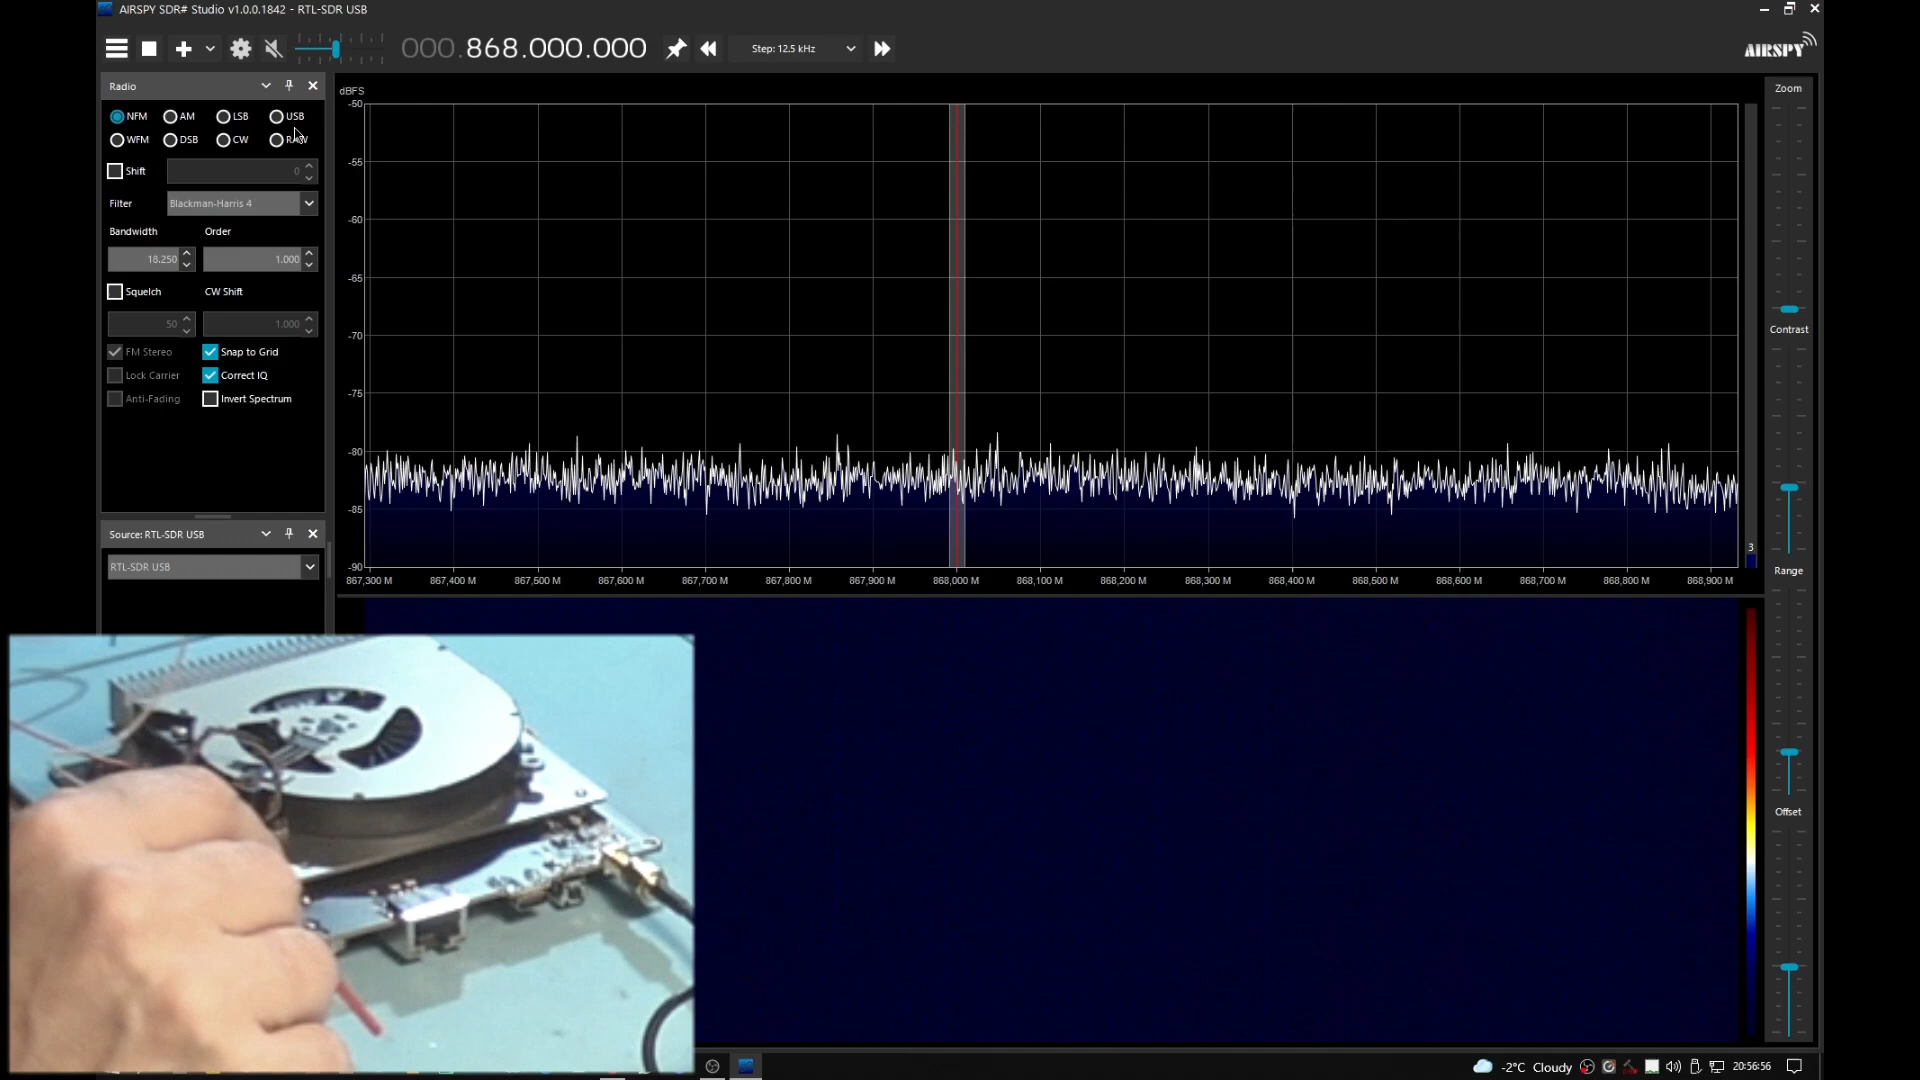 AIRSPY SDR# Studio v1.0.0.1842 - RTL-SDR USB
000.868.000.000
Step: 12.5 kHz
AIRSPY
Radio
NFM AM LSB USB
WFM DSB CW RAW
Shift 0
Filter Blackman-Harris 4
Bandwidth Order
18.250 1.000
Squelch CW Shift
50 1.000
FM Stereo Snap to Grid
Lock Carrier Correct IQ
Anti-Fading Invert Spectrum
Source: RTL-SDR USB
RTL-SDR USB
dBFS
-50
-55
-60
-65
-70
-75
-80
-85
-90
867,300 M 867,400 M 867,500 M 867,600 M 867,700 M 867,800 M 867,900 M 868,000 M 868,100 M 868,200 M 868,300 M 868,400 M 868,500 M 868,600 M 868,700 M 868,800 M 868,900 M
3
Zoom
Contrast
Range
Offset
-2°C Cloudy 20:56:56